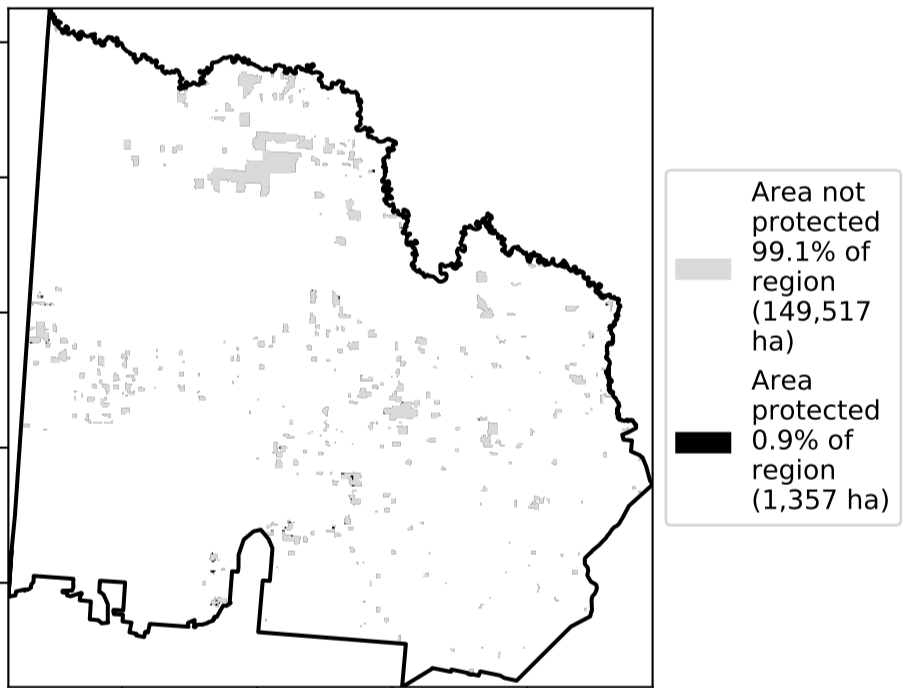 Area not
protected
99.1% of
region
(149,517
ha)
Area
protected
0.9% of
region
(1,357 ha)